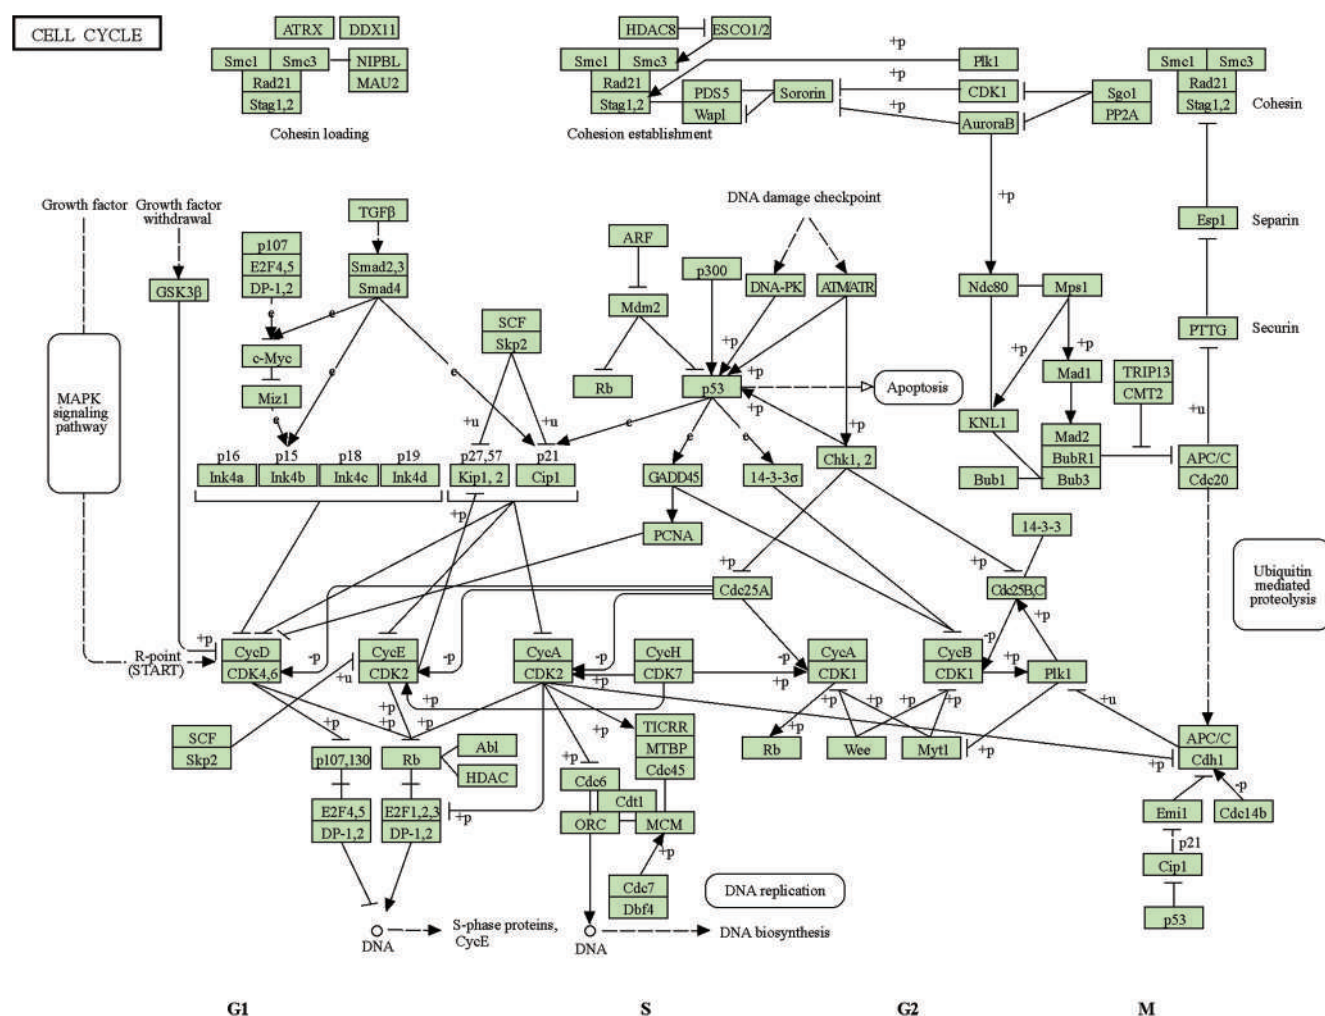 CELL CYCLE
ATRX DDX11
Smc1 Smc3 NIPBL
Rad21 MAU2
Stag1,2
Cohesin loading
HDAC8 ESCO1/2
Smc1 Smc3
Rad21
Stag1,2
PDS5
Wapl
Sororin
Cohesion establishment
+p
Plk1
+p
CDK1
+p
AuroraB
Sgo1
PP2A
Smc1 Smc3
Rad21
Stag1,2
Cohesin
+p
Esp1
Separin
PTTG
Securin
+u
Growth factor
Growth factor
withdrawal
GSK3β
MAPK
signaling
pathway
p107
E2F4,5
DP-1,2
TGFβ
Smad2,3
Smad4
e
e
c-Myc
Miz1
e
e
e
SCF
Skp2
+u
+u
ARF
Mdm2
Rb
p300
DNA damage checkpoint
DNA-PK
ATM/ATR
+p
+p
+p
p53
Apoptosis
+p
+p
e
e
e
Ndc80
Mps1
+p
+p
Mad1
KNL1
Mad2
BubR1
Bub3
Bub1
TRIP13
CMT2
APC/C
Cdc20
p16
Ink4a
p15
Ink4b
p18
Ink4c
p19
Ink4d
p27,57
Kip1, 2
p21
Cip1
+p
GADD45
14-3-3σ
Chk1, 2
PCNA
14-3-3
+p
Cdc25A
+p
Cdc25B,C
Ubiquitin
mediated
proteolysis
R-point
(START)
+p
CycD
CDK4,6
-p
CycE
CDK2
-p
+u
CycA
CDK2
-p
+p
CycH
CDK7
+p
-p
+p
CycA
CDK1
CycB
CDK1
-p
+p
+p
Plk1
+u
+p
SCF
Skp2
+p
+p
+p
+p
p107,130
Rb
Abl
HDAC
+p
TICRR
MTBP
Cdc45
+p
Rb
+p
Wee
+p
Myt1
+p
+p
APC/C
Cdh1
-p
Cdc6
Cdt1
ORC
MCM
+p
E2F4,5
DP-1,2
E2F1,2,3
DP-1,2
+p
Emi1
Cdc14b
p21
Cip1
p53
Cdc7
Dbf4
DNA replication
DNA
S-phase proteins,
CycE
DNA
DNA biosynthesis
G1 S G2 M